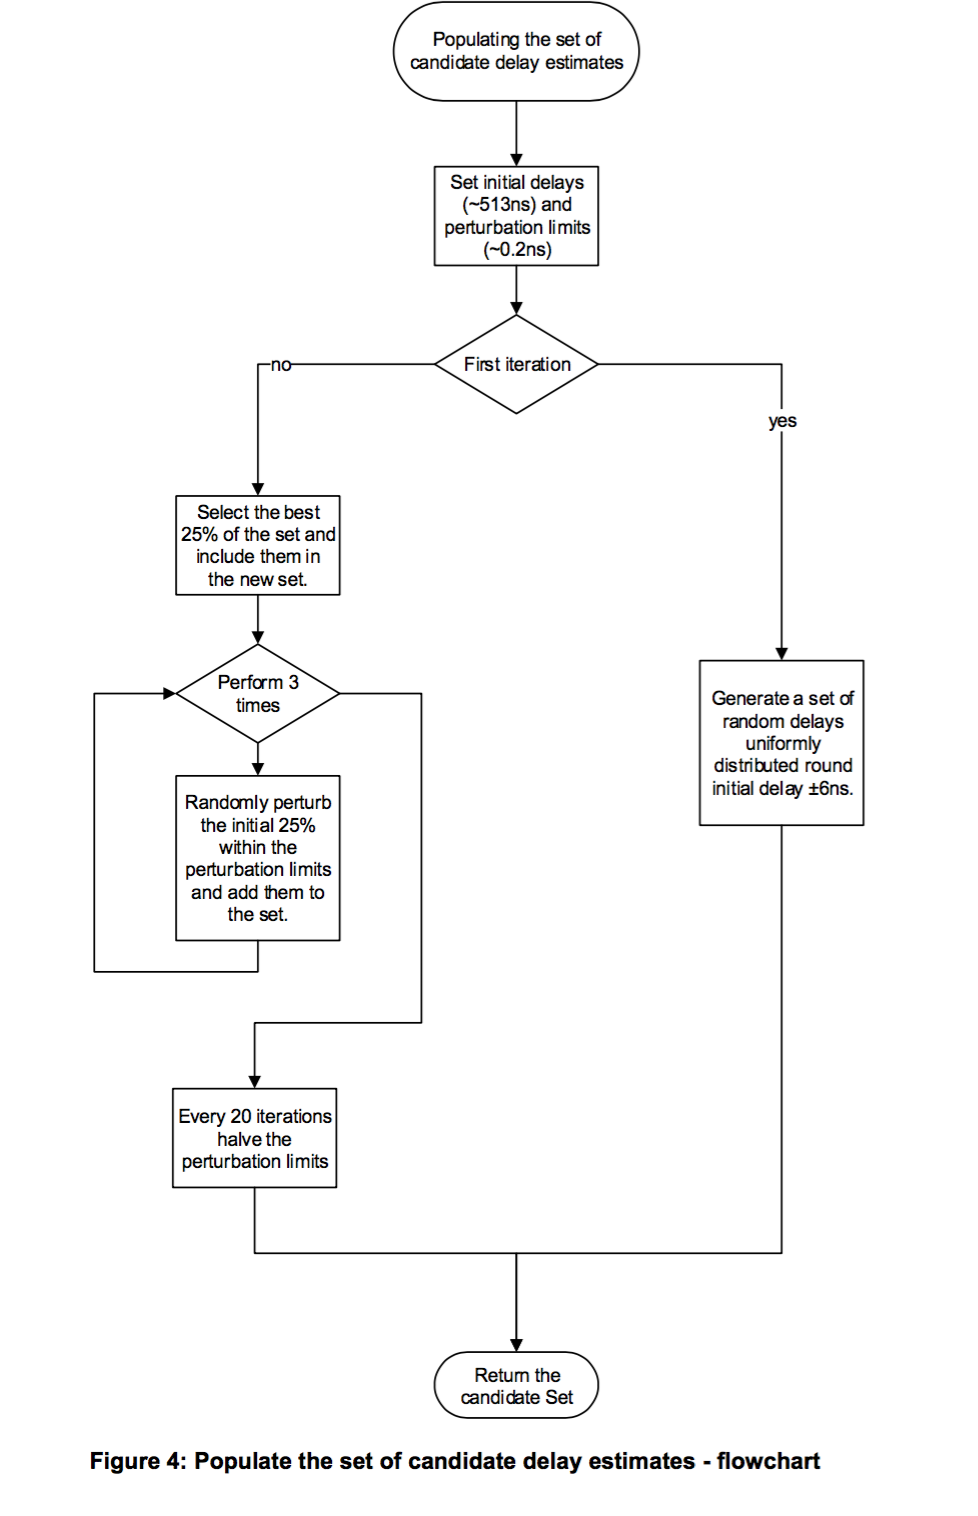 Populating the set of
candidate delay estimates
Set initial delays
(~513ns) and
perturbation limits
(~0.2ns)
First iteration
no
yes
Select the best
25% of the set and
include them in
the new set.
Perform 3
times
Generate a set of
random delays
uniformly
distributed round
initial delay ±6ns.
Randomly perturb
the initial 25%
within the
perturbation limits
and add them to
the set.
Every 20 iterations
halve the
perturbation limits
Return the
candidate Set
Figure 4: Populate the set of candidate delay estimates - flowchart